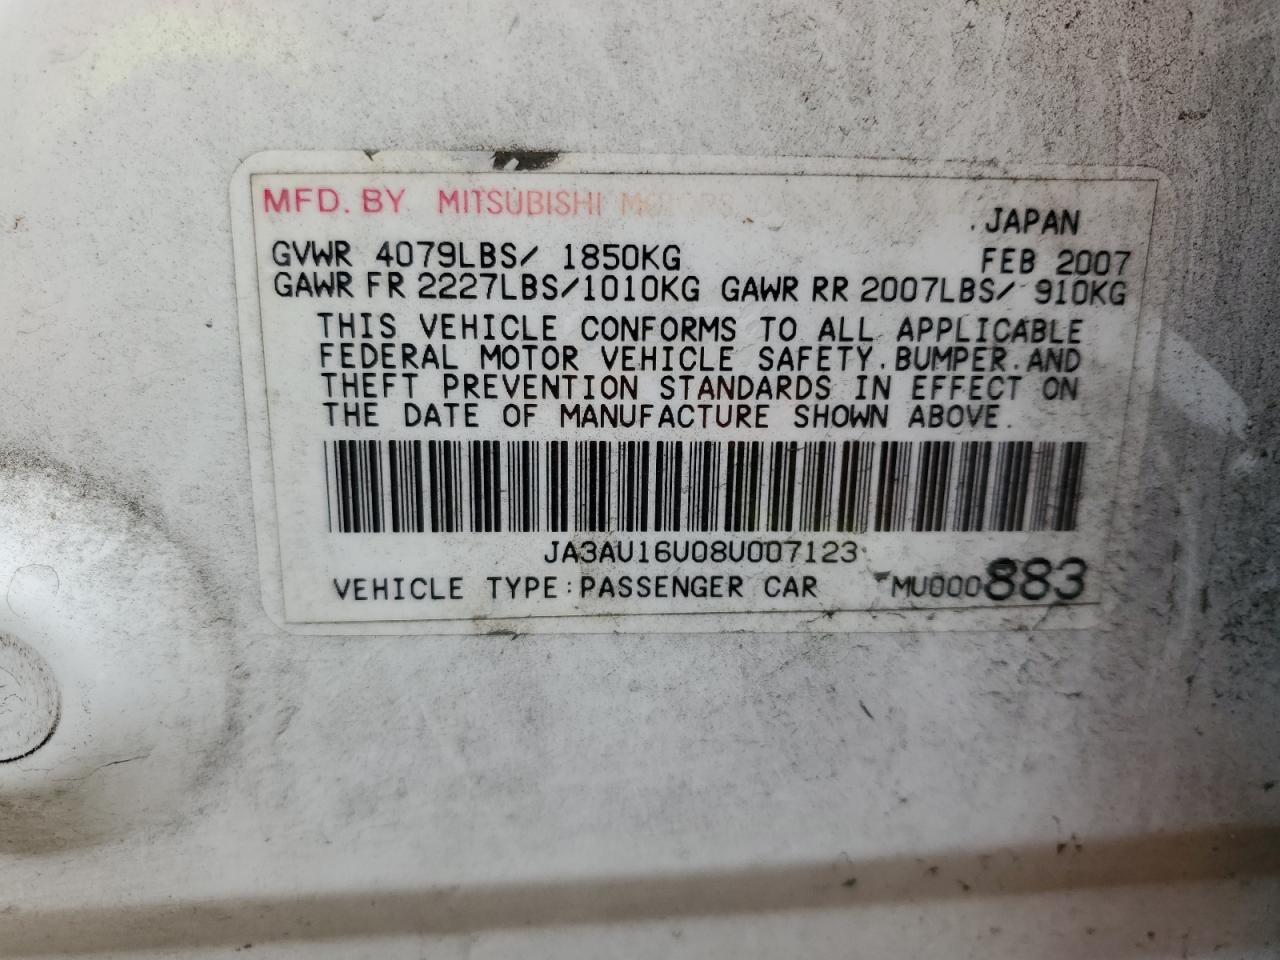 MFD. BY MITSUBISHI MOTORS
JAPAN
GVWR 4079LBS/ 1850KG FEB 2007
GAWR FR 2227LBS/1010KG GAWR RR 2007LBS/ 910KG
THIS VEHICLE CONFORMS TO ALL APPLICABLE
FEDERAL MOTOR VEHICLE SAFETY.BUMPER.AND
THEFT PREVENTION STANDARDS IN EFFECT ON
THE DATE OF MANUFACTURE SHOWN ABOVE.
JA3AU16U08U007123
VEHICLE TYPE:PASSENGER CAR MU000883